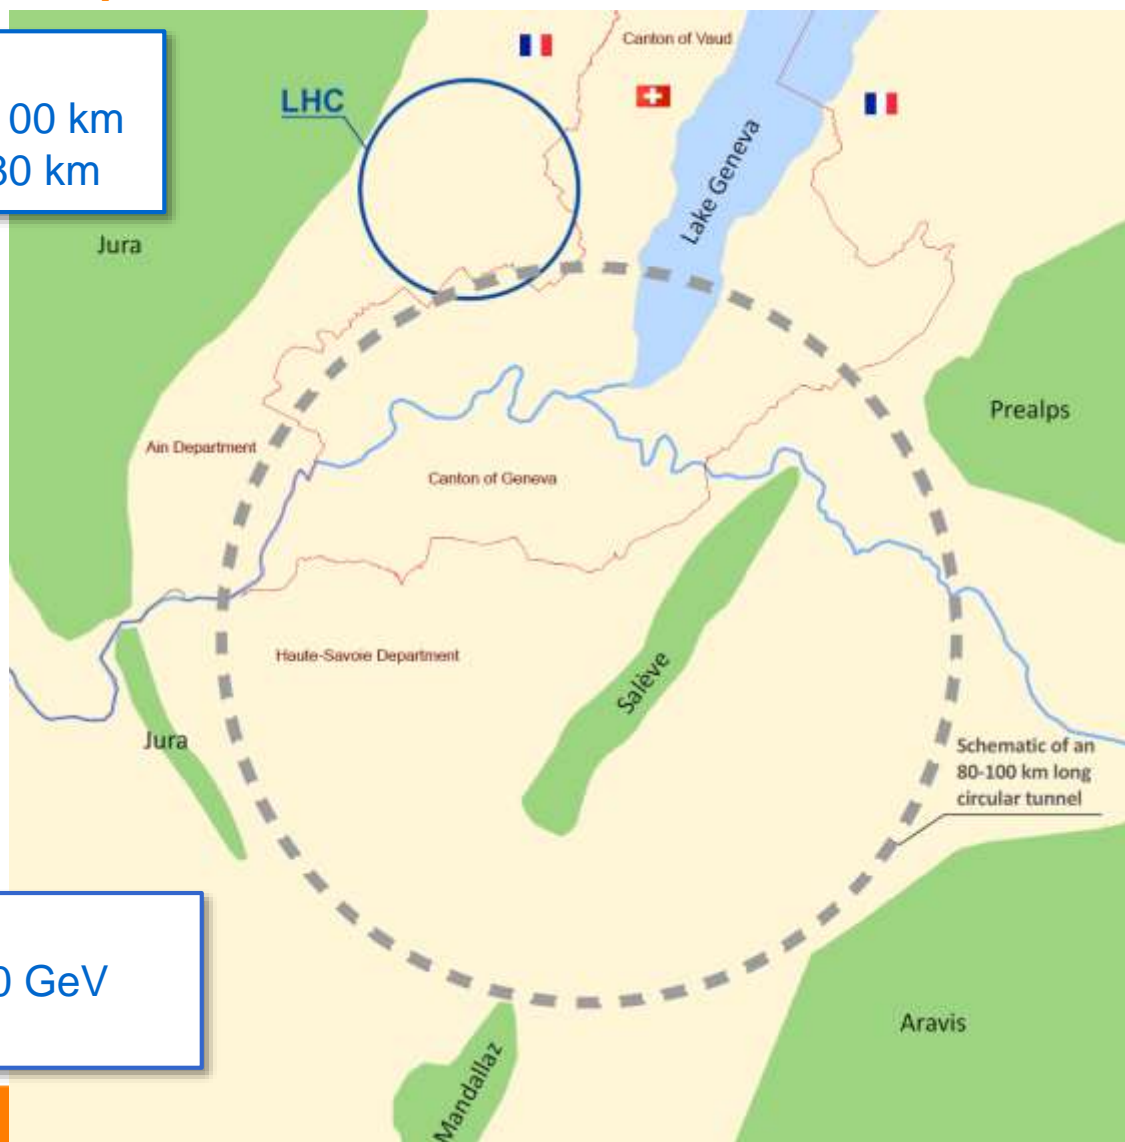 00 km
80 km
LHC
Canton of Vaud
Lake Geneva
Jura
Prealps
Ain Department
Canton of Geneva
Haute-Savoie Department
Salève
Jura
Schematic of an
80-100 km long
circular tunnel
0 GeV
Aravis
Mandallaz